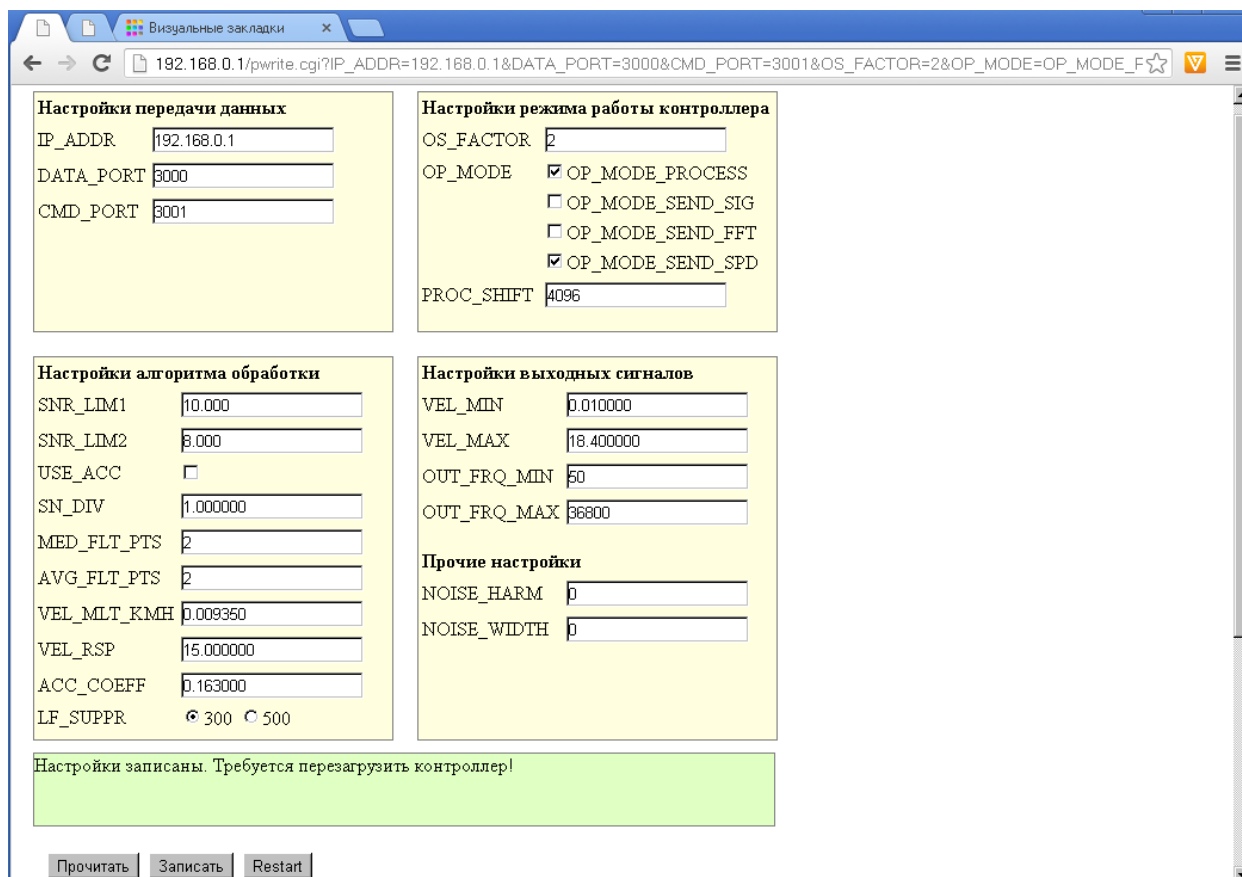 Визуальные закладки ×
192.168.0.1/pwrite.cgi?IP_ADDR=192.168.0.1&DATA_PORT=3000&CMD_PORT=3001&OS_FACTOR=2&OP_MODE=OP_MODE_F
Настройки передачи данных
IP_ADDR 192.168.0.1
DATA_PORT 3000
CMD_PORT 3001
Настройки режима работы контроллера
OS_FACTOR 2
OP_MODE OP_MODE_PROCESS
OP_MODE_SEND_SIG
OP_MODE_SEND_FFT
OP_MODE_SEND_SPD
PROC_SHIFT 4096
Настройки алгоритма обработки
SNR_LIM1 10.000
SNR_LIM2 8.000
USE_ACC
SN_DIV 1.000000
MED_FLT_PTS 2
AVG_FLT_PTS 2
VEL_MLT_KMH 0.009350
VEL_RSP 15.000000
ACC_COEFF 0.163000
LF_SUPPR 300 500
Настройки выходных сигналов
VEL_MIN 0.010000
VEL_MAX 18.400000
OUT_FRQ_MIN 50
OUT_FRQ_MAX 36800
Прочие настройки
NOISE_HARM 0
NOISE_WIDTH 0
Настройки записаны. Требуется перезагрузить контроллер!
Прочитать Записать Restart